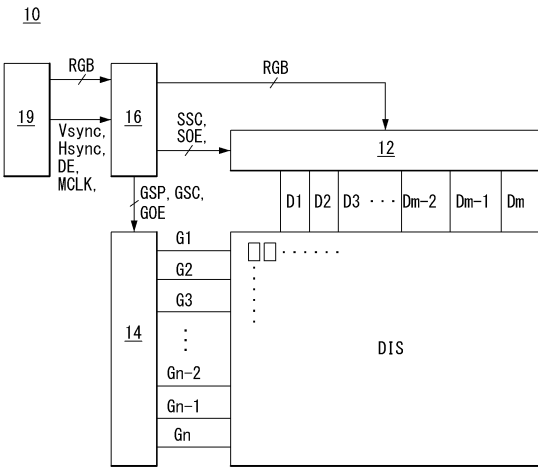 10
RGB
RGB
19
16
Vsync,
Hsync,
DE,
MCLK,
SSC,
SOE,
12
GSP, GSC,
GOE
D1 D2 D3 ··· Dm-2 Dm-1 Dm
G1
G2
G3
14
DIS
Gn-2
Gn-1
Gn